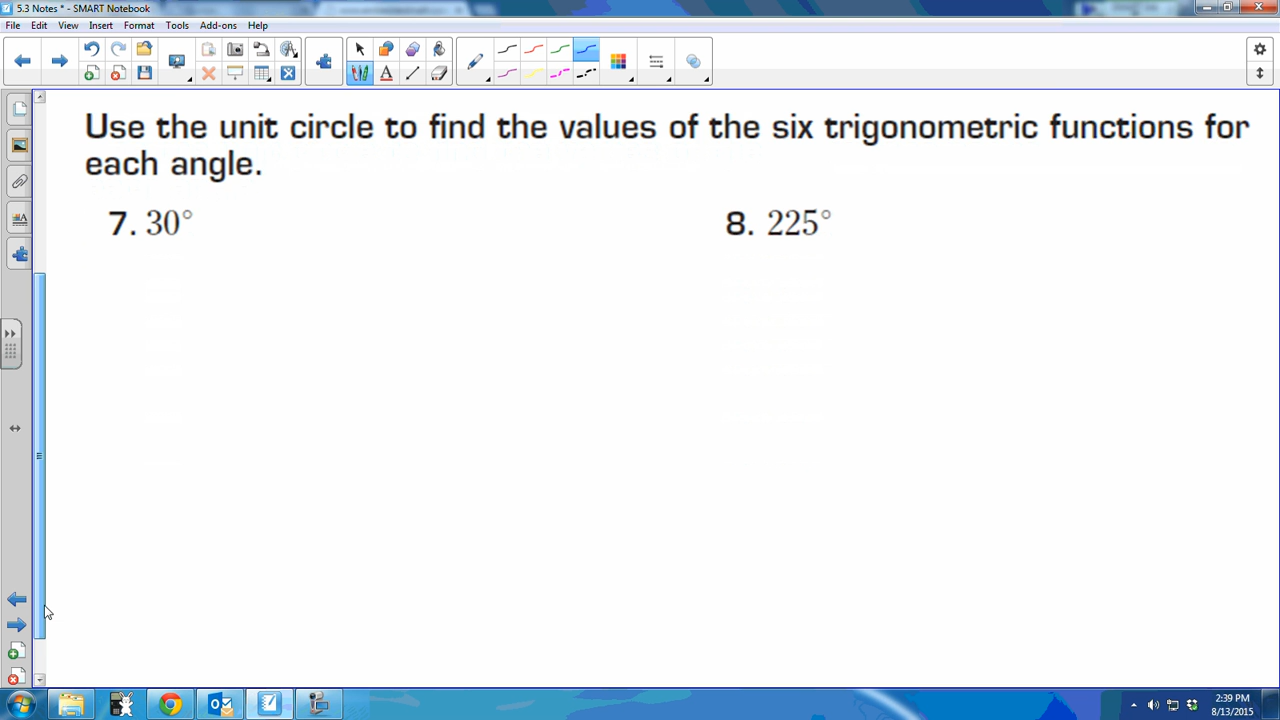 5.3 Notes * - SMART Notebook
File Edit View Insert Format Tools Add-ons Help
Use the unit circle to find the values of the six trigonometric functions for
each angle.
7. 30°
8. 225°
2:39 PM
8/13/2015